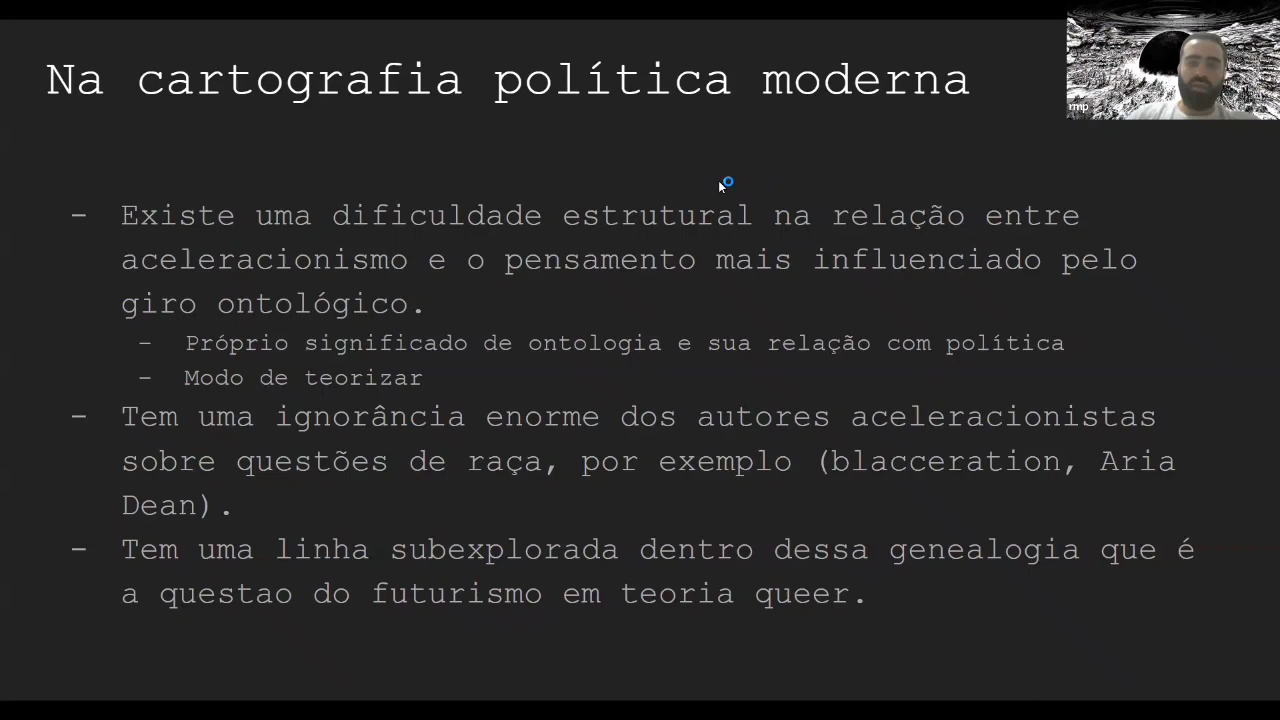 Na cartografia política moderna
rmp
- Existe uma dificuldade estrutural na relação entre
aceleracionismo e o pensamento mais influenciado pelo
giro ontológico.
- Próprio significado de ontologia e sua relação com política
- Modo de teorizar
- Tem uma ignorância enorme dos autores aceleracionistas
sobre questões de raça, por exemplo (blacceration, Aria
Dean).
- Tem uma linha subexplorada dentro dessa genealogia que é
a questao do futurismo em teoria queer.